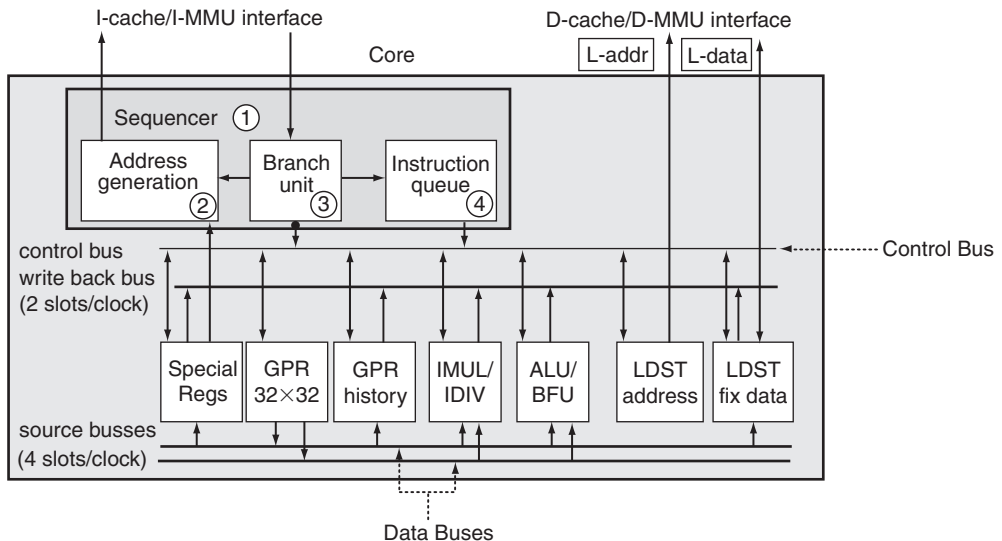 I-cache/I-MMU interface
D-cache/D-MMU interface
Core
L-addr
L-data
Sequencer 1
Address
generation
2
Branch
unit
3
Instruction
queue
4
control bus
Control Bus
write back bus
(2 slots/clock)
Special
Regs
GPR
32×32
GPR
history
IMUL/
IDIV
ALU/
BFU
LDST
address
LDST
fix data
source busses
(4 slots/clock)
Data Buses